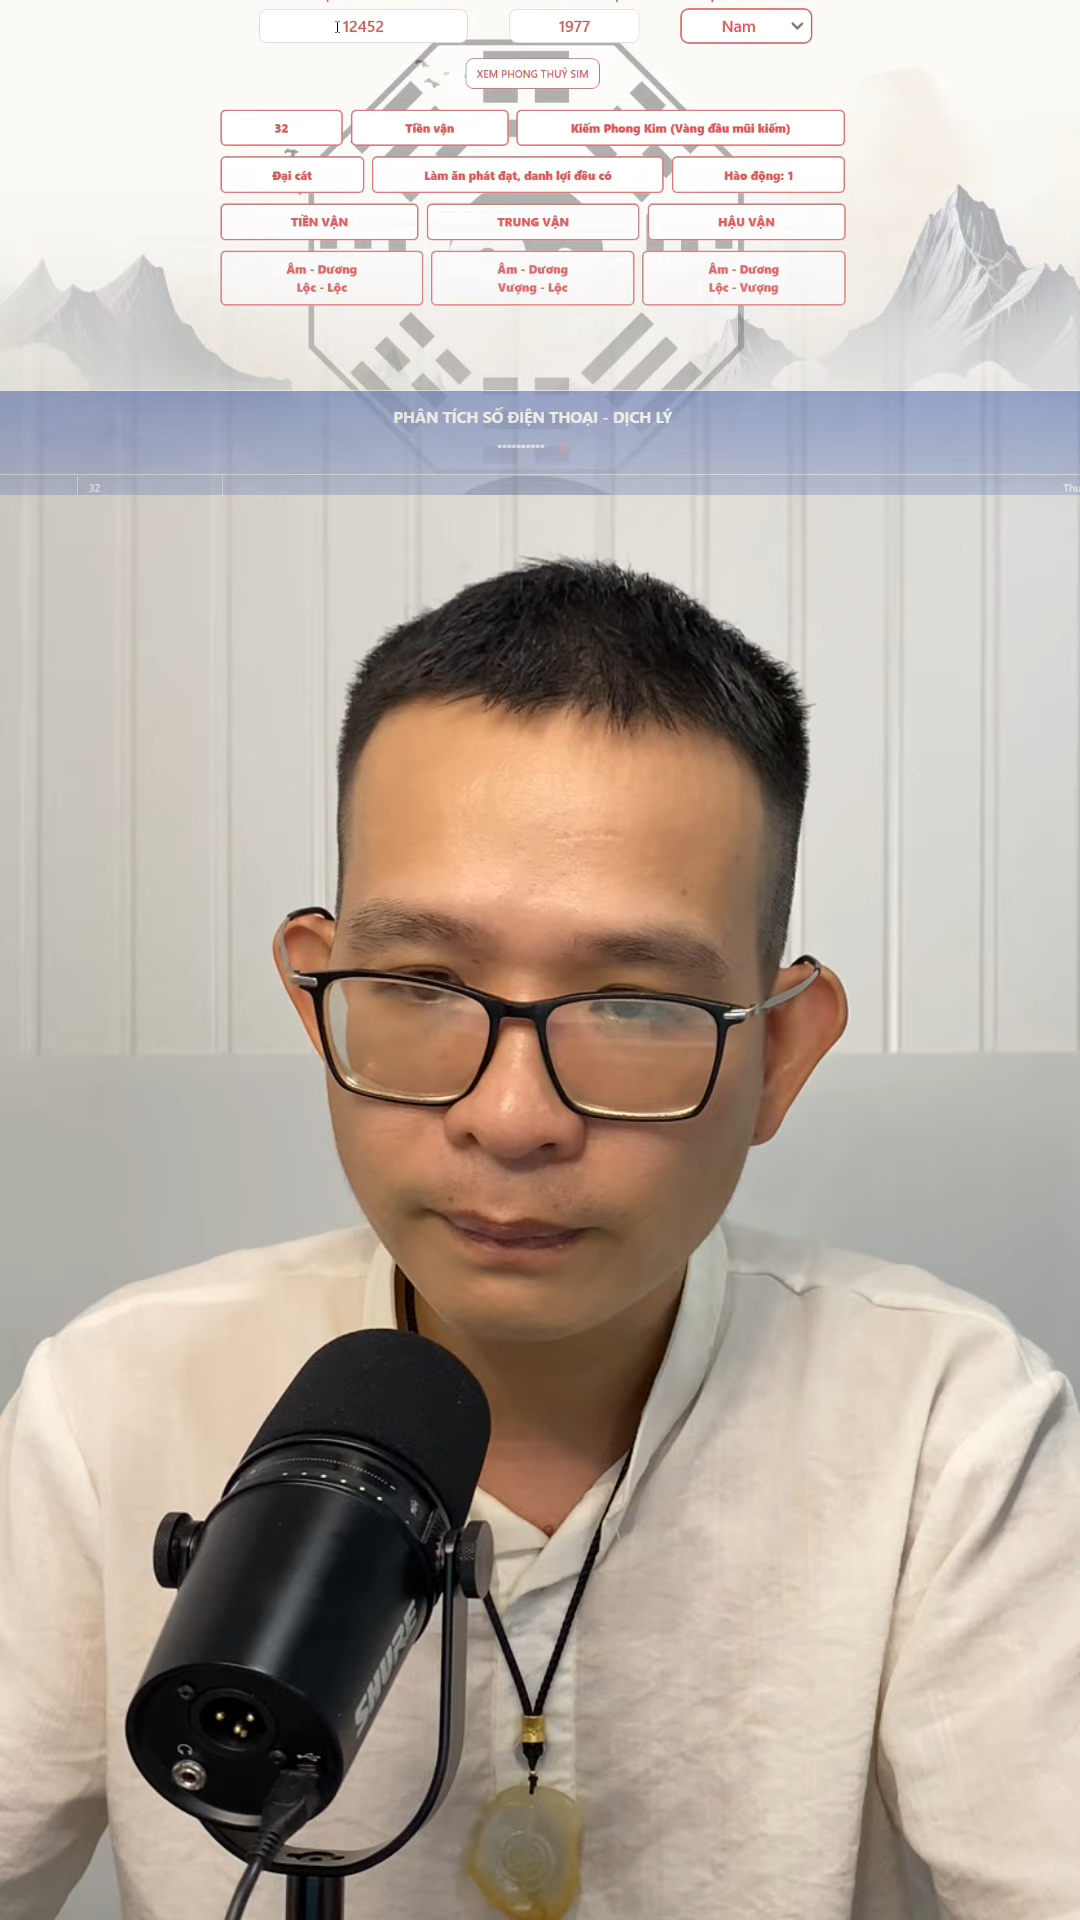 12452
1977
Nam
XEM PHONG THUỶ SIM
32
Tiền vận
Kiếm Phong Kim (Vàng đầu mũi kiếm)
Đại cát
Làm ăn phát đạt, danh lợi đều có
Hào động: 1
TIỀN VẬN
TRUNG VẬN
HẬU VẬN
Âm - Dương
Lộc - Lộc
Âm - Dương
Vượng - Lộc
Âm - Dương
Lộc - Vượng
PHÂN TÍCH SỐ ĐIỆN THOẠI - DỊCH LÝ
**********
32
SHURE